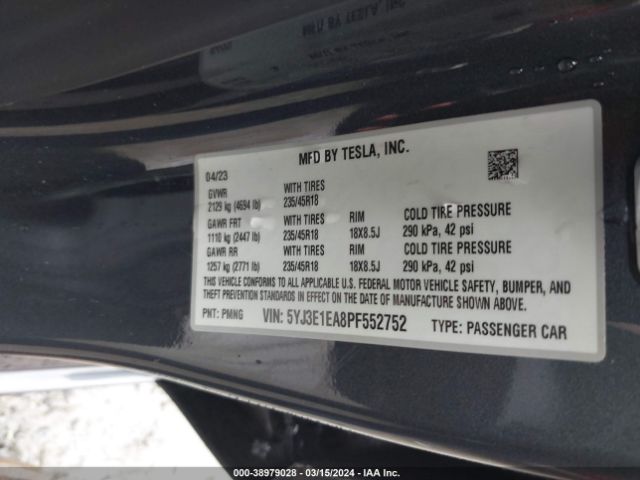 MFD BY TESLA, INC.
04/23
GVWR WITH TIRES
2129 kg (4694 lb) 235/45R18
GAWR FRT WITH TIRES RIM COLD TIRE PRESSURE
1110 kg (2447 lb) 235/45R18 18X8.5J 290 kPa, 42 psi
GAWR RR WITH TIRES RIM COLD TIRE PRESSURE
1257 kg (2771 lb) 235/45R18 18X8.5J 290 kPa, 42 psi
THIS VEHICLE CONFORMS TO ALL APPLICABLE U.S. FEDERAL MOTOR VEHICLE SAFETY, BUMPER, AND
THEFT PREVENTION STANDARDS IN EFFECT ON THE DATE OF MANUFACTURE SHOWN ABOVE.
PNT: PMNG VIN: 5YJ3E1EA8PF552752 TYPE: PASSENGER CAR
000-38979028 - 03/15/2024 - IAA Inc.